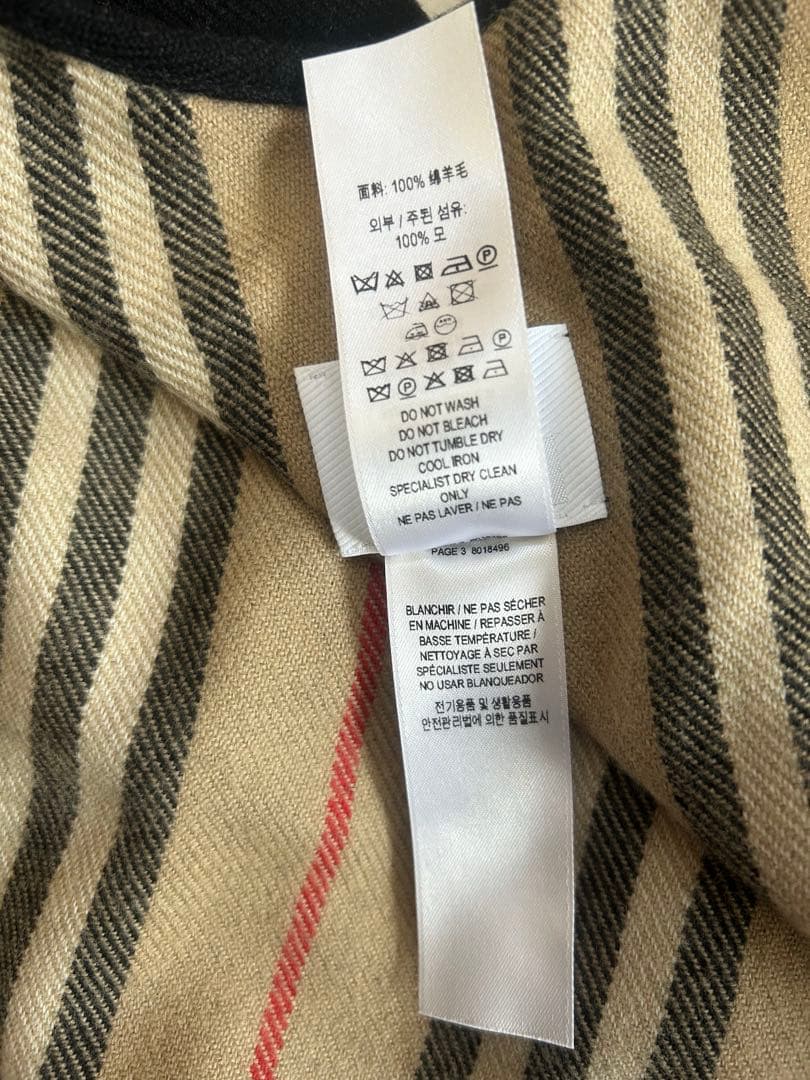 面料: 100% 绵羊毛
외부 / 주된 섬유:
100% 모
DO NOT WASH
DO NOT BLEACH
DO NOT TUMBLE DRY
COOL IRON
SPECIALIST DRY CLEAN
ONLY
NE PAS LAVER / NE PAS
PAGE 3 8018496
BLANCHIR / NE PAS SÉCHER
EN MACHINE / REPASSER À
BASSE TEMPÉRATURE /
NETTOYAGE À SEC PAR
SPÉCIALISTE SEULEMENT
NO USAR BLANQUEADOR
전기용품 및 생활용품
안전관리법에 의한 품질표시